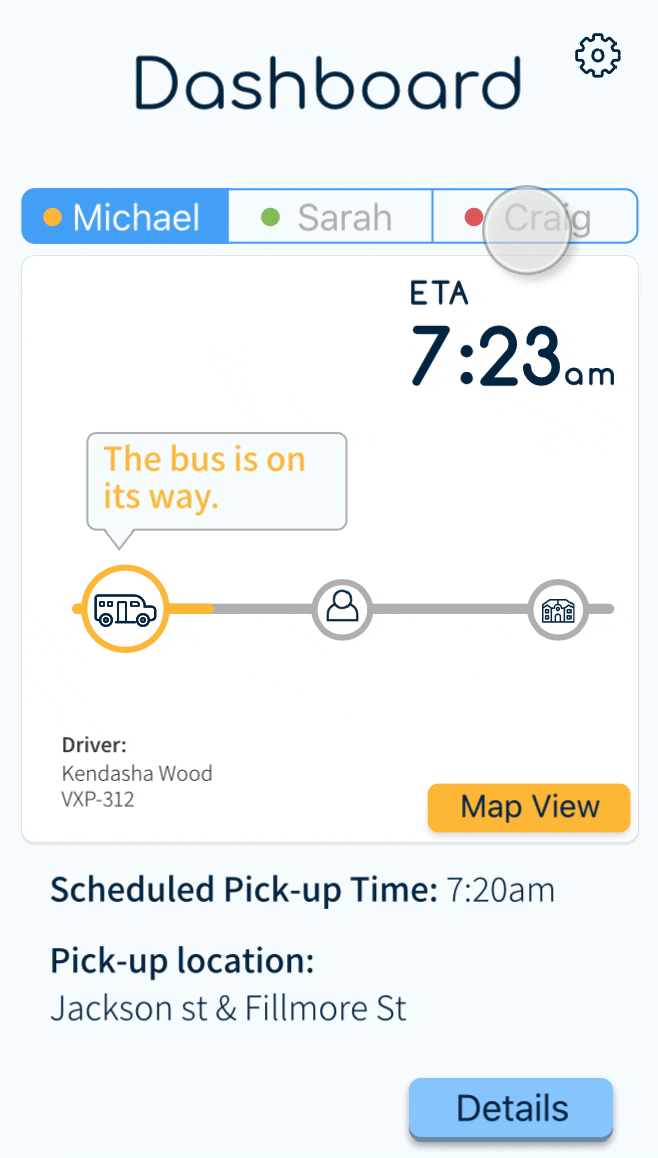 Dashboard
Michael
Sarah
Craig
ETA
7:23am
The bus is on
its way.
Driver:
Kendasha Wood
VXP-312
Map View
Scheduled Pick-up Time: 7:20am
Pick-up location:
Jackson st & Fillmore St
Details